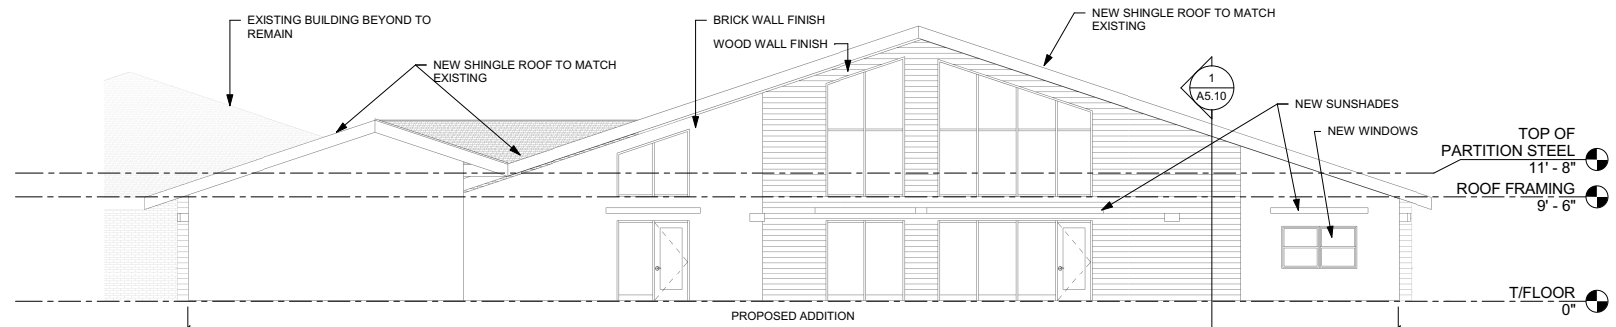 EXISTING BUILDING BEYOND TO
REMAIN
BRICK WALL FINISH
WOOD WALL FINISH
NEW SHINGLE ROOF TO MATCH
EXISTING
NEW SHINGLE ROOF TO MATCH
EXISTING
1
A5.10
NEW SUNSHADES
NEW WINDOWS
TOP OF
PARTITION STEEL
11' - 8"
ROOF FRAMING
9' - 6"
T/FLOOR
0"
PROPOSED ADDITION